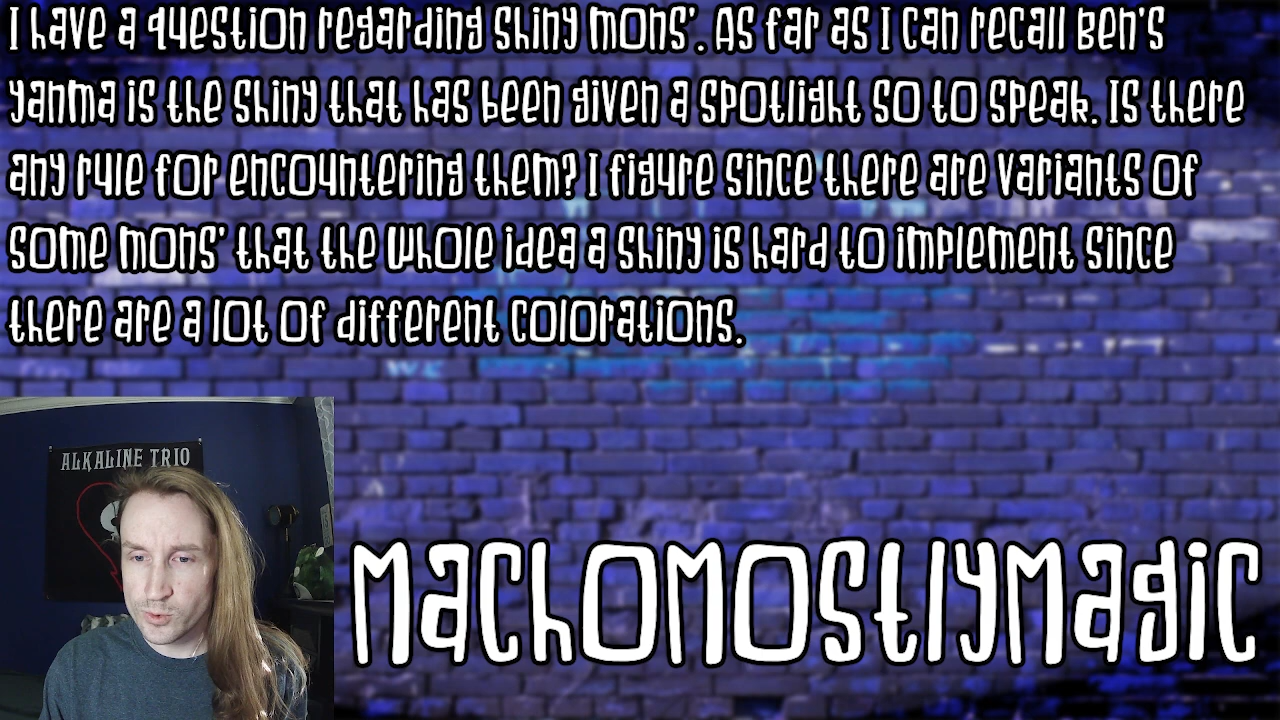 I have a question regarding shiny mons'. As far as I can recall Ben's
Yanma is the shiny that has been given a spotlight so to speak. Is there
any rule for encountering them? I figure since there are variants of
some mons' that the whole idea a shiny is hard to implement since
there are a lot of different colorations.
ALKALINE TRIO
MachoMostlyMagic